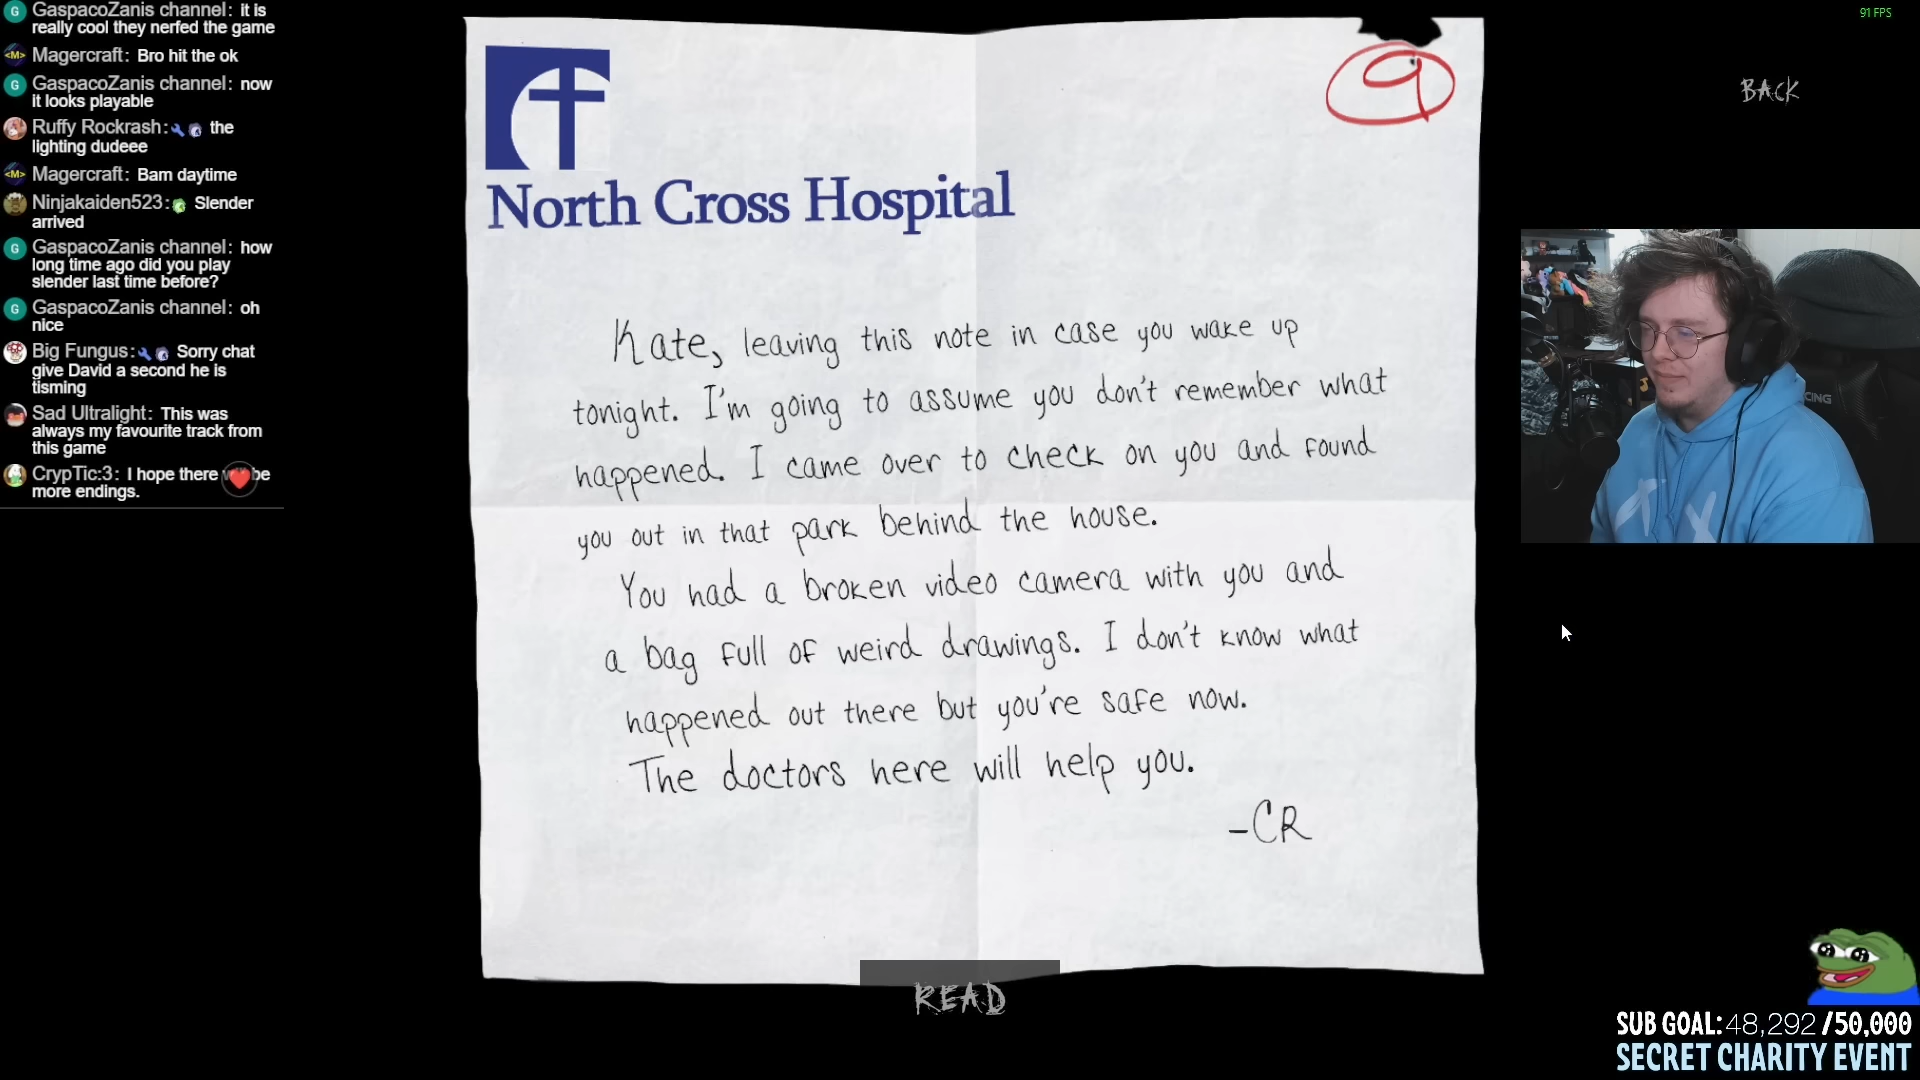 GaspacoZanis channel: it is
really cool they nerfed the game
Magercraft: Bro hit the ok
GaspacoZanis channel: now
it looks playable
Ruffy Rockrash: the
lighting dudeee
Magercraft: Bam daytime
Ninjakaiden523: Slender
arrived
GaspacoZanis channel: how
long time ago did you play
slender last time before?
GaspacoZanis channel: oh
nice
Big Fungus: Sorry chat
give David a second he is
tisming
Sad Ultralight: This was
always my favourite track from
this game
CrypTic:3: I hope there be
more endings.
9
North Cross Hospital
Kate, leaving this note in case you wake up
tonight. I'm going to assume you don't remember what
happened. I came over to check on you and found
you out in that park behind the house.
You had a broken video camera with you and
a bag full of weird drawings. I don't know what
happened out there but you're safe now.
The doctors here will help you.
-CR
READ
91 FPS
BACK
CING
SUB GOAL: 48,292 /50,000
SECRET CHARITY EVENT